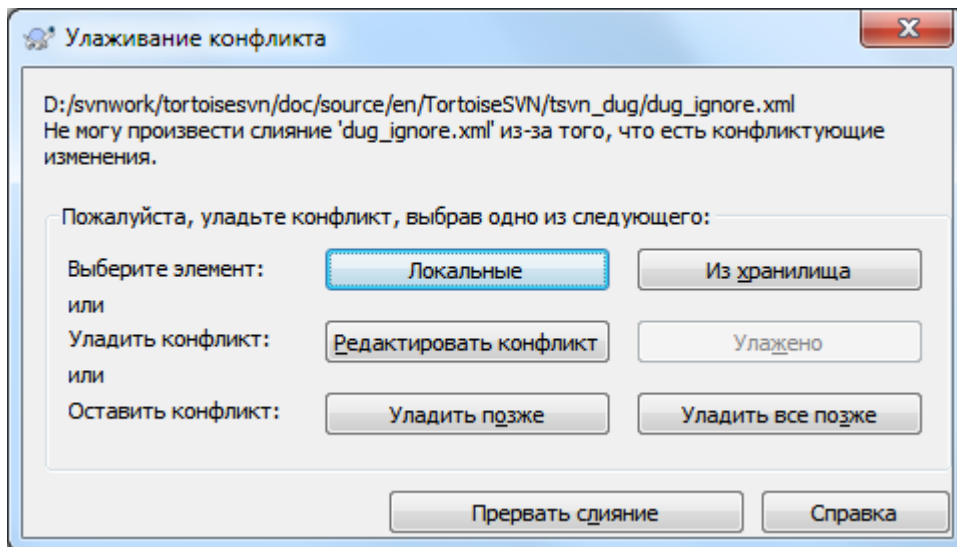 Улаживание конфликта
D:/svnwork/tortoisesvn/doc/source/en/TortoiseSVN/tsvn_dug/dug_ignore.xml
Не могу произвести слияние 'dug_ignore.xml' из-за того, что есть конфликтующие
изменения.
Пожалуйста, уладьте конфликт, выбрав одно из следующего:
Выберите элемент: Локальные Из хранилища
или
Уладить конфликт: Редактировать конфликт Улажено
или
Оставить конфликт: Уладить позже Уладить все позже
Прервать слияние Справка